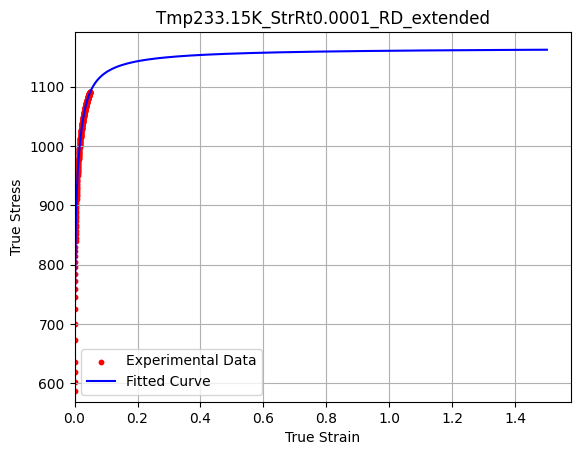 Tmp233.15K_StrRt0.0001_RD_extended
True Stress
1100
1000
900
800
700
600
Experimental Data
Fitted Curve
0.0 0.2 0.4 0.6 0.8 1.0 1.2 1.4
True Strain